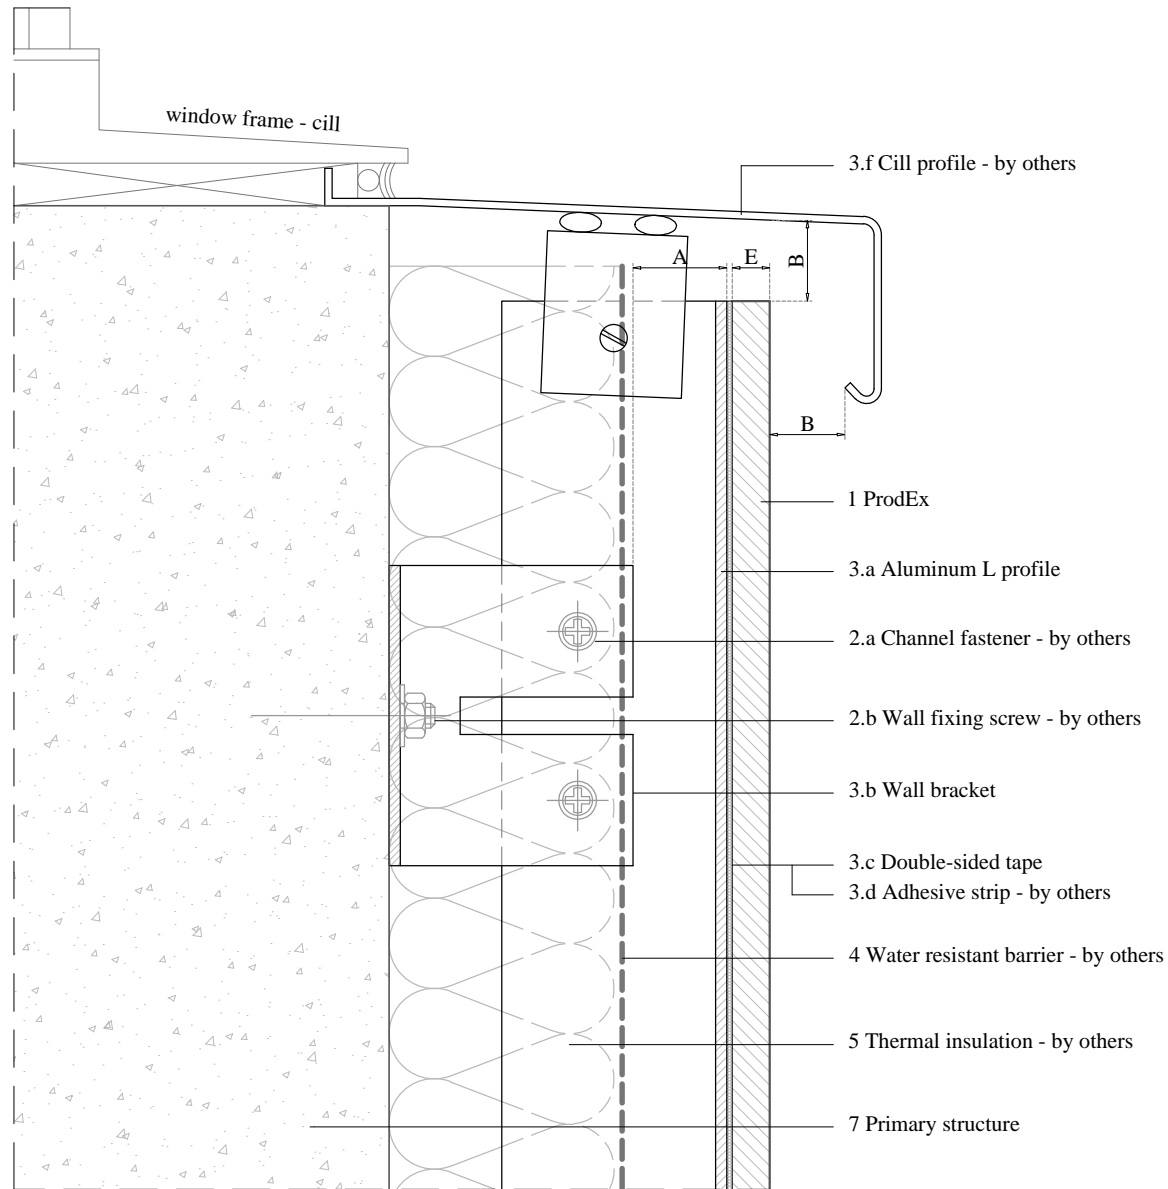 window frame - cill
3.f Cill profile - by others
A
E
B
B
1 ProdEx
3.a Aluminum L profile
2.a Channel fastener - by others
2.b Wall fixing screw - by others
3.b Wall bracket
3.c Double-sided tape
3.d Adhesive strip - by others
4 Water resistant barrier - by others
5 Thermal insulation - by others
7 Primary structure